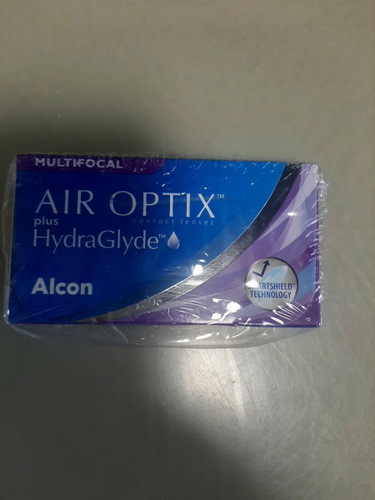 MULTIFOCAL
AIR OPTIX™
plus contact lenses
HydraGlyde™
Alcon
TECHNOLOGY